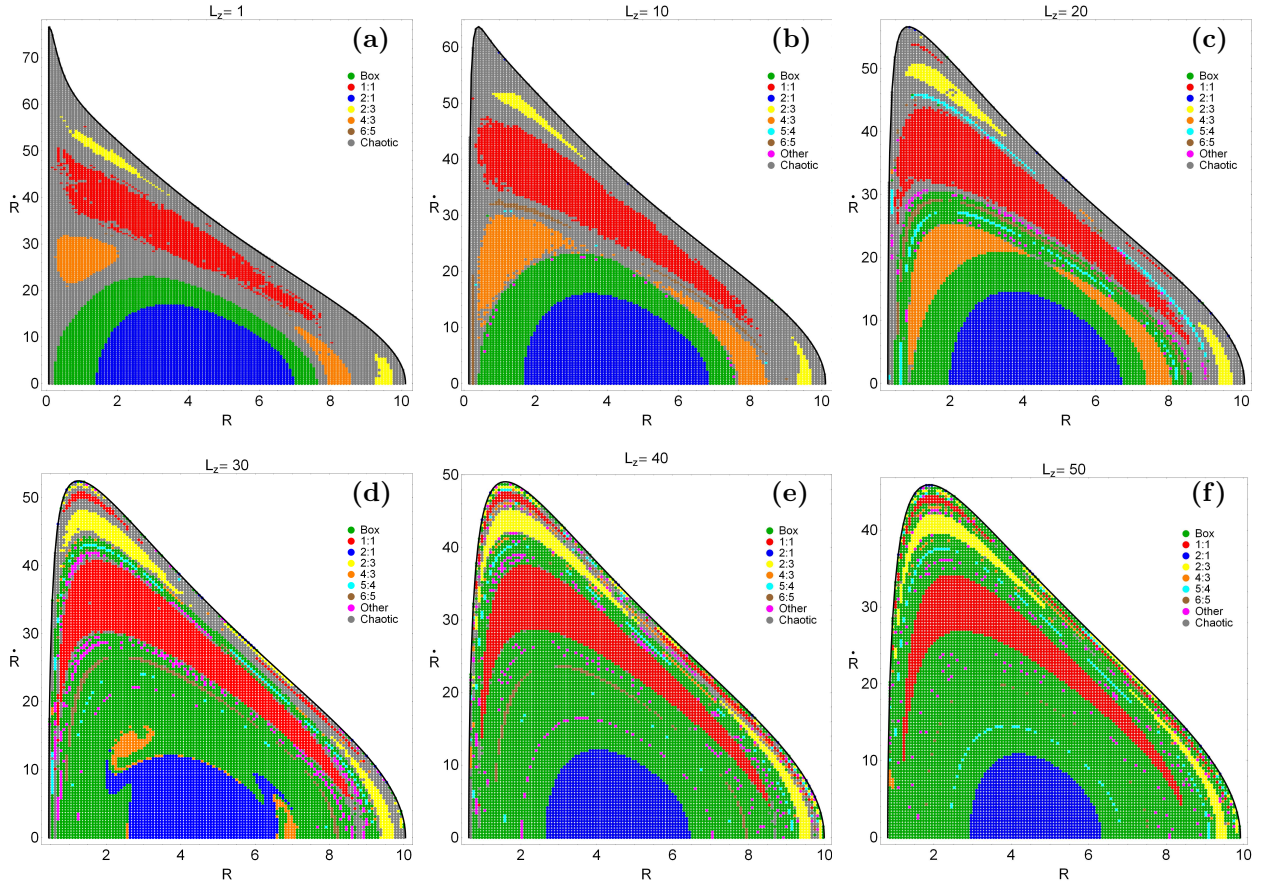 L_z= 1
(a)
Box
1:1
2:1
2:3
4:3
6:5
Chaotic
70
60
50
40
30
20
10
0
Ṙ
0 2 4 6 8 10
R
L_z= 10
(b)
Box
1:1
2:1
2:3
4:3
5:4
6:5
Other
Chaotic
60
50
40
30
20
10
0
Ṙ
2 4 6 8 10
R
L_z= 20
(c)
Box
1:1
2:1
2:3
4:3
5:4
6:5
Other
Chaotic
50
40
30
20
10
0
Ṙ
2 4 6 8 10
R
L_z= 30
(d)
Box
1:1
2:1
2:3
4:3
5:4
6:5
Other
Chaotic
50
40
30
20
10
0
Ṙ
2 4 6 8 10
R
L_z= 40
(e)
Box
1:1
2:1
2:3
4:3
5:4
6:5
Other
Chaotic
50
40
30
20
10
0
Ṙ
2 4 6 8 10
R
L_z= 50
(f)
Box
1:1
2:1
2:3
4:3
5:4
6:5
Other
Chaotic
40
30
20
10
0
Ṙ
2 4 6 8 10
R